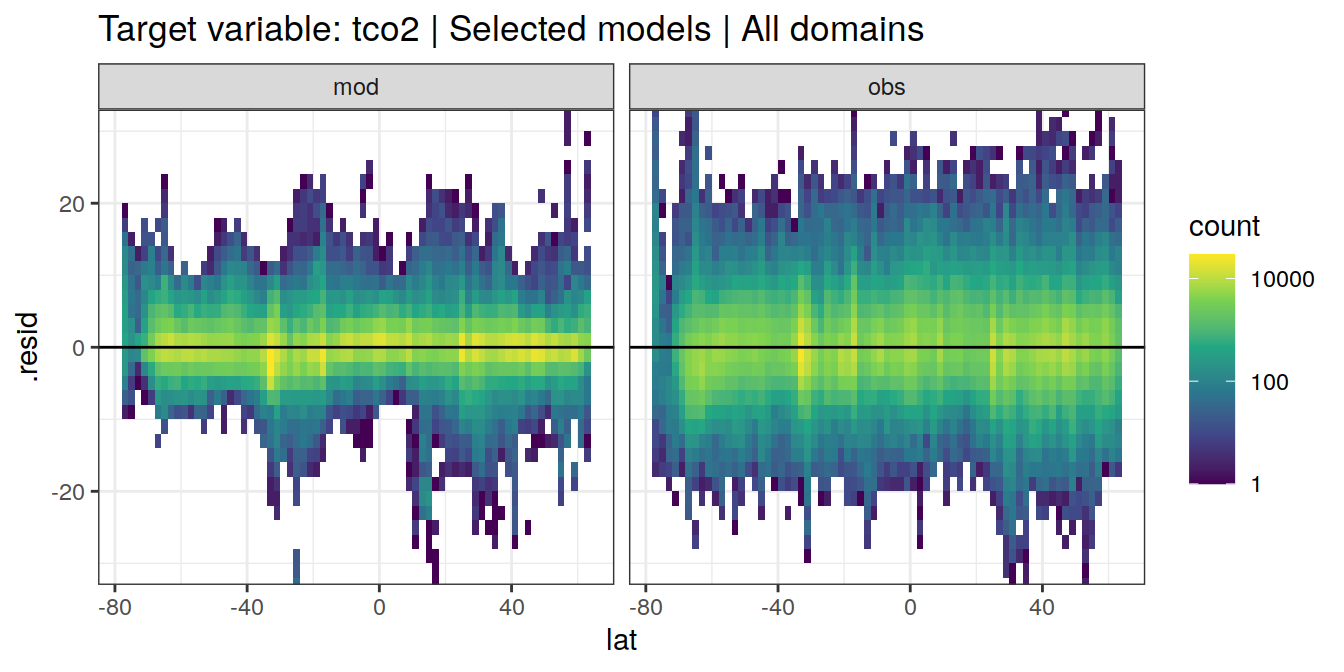 Target variable: tco2 | Selected models | All domains
mod
obs
.resid
20
0
-20
-80
-40
0
40
-80
-40
0
40
lat
count
10000
100
1